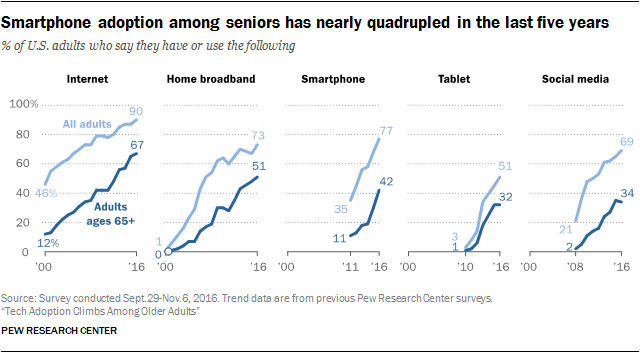 Smartphone adoption among seniors has nearly quadrupled in the last five years
% of U.S. adults who say they have or use the following
Internet Home broadband Smartphone Tablet Social media
100%
80
60
40
20
0
All adults
90
46%
67
Adults
ages 65+
12%
'00 '16
73
51
1
0
'00 '16
77
42
35
11
'00 '11 '16
51
32
3
1
'00 '10 '16
69
34
21
2
'00 '08 '16
Source: Survey conducted Sept.29-Nov.6, 2016. Trend data are from previous Pew Research Center surveys.
“Tech Adoption Climbs Among Older Adults”
PEW RESEARCH CENTER